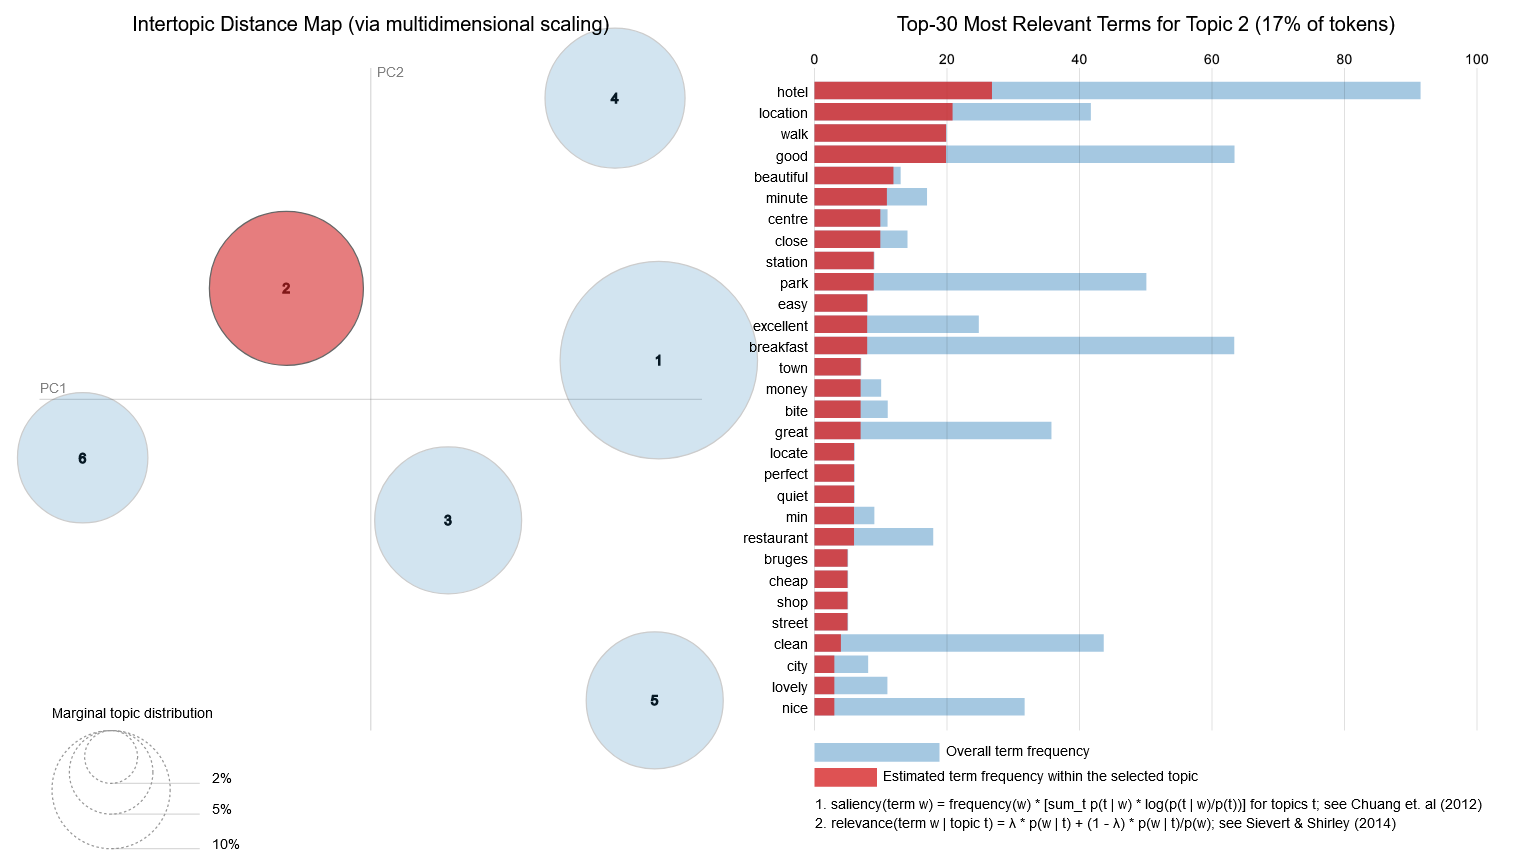 Intertopic Distance Map (via multidimensional scaling)
PC2
4
2
1
PC1
6
3
5
Marginal topic distribution
2%
5%
10%
Top-30 Most Relevant Terms for Topic 2 (17% of tokens)
0 20 40 60 80 100
hotel
location
walk
good
beautiful
minute
centre
close
station
park
easy
excellent
breakfast
town
money
bite
great
locate
perfect
quiet
min
restaurant
bruges
cheap
shop
street
clean
city
lovely
nice
Overall term frequency
Estimated term frequency within the selected topic
1. saliency(term w) = frequency(w) * [sum_t p(t | w) * log(p(t | w)/p(t))] for topics t; see Chuang et. al (2012)
2. relevance(term w | topic t) = λ * p(w | t) + (1 - λ) * p(w | t)/p(w); see Sievert & Shirley (2014)